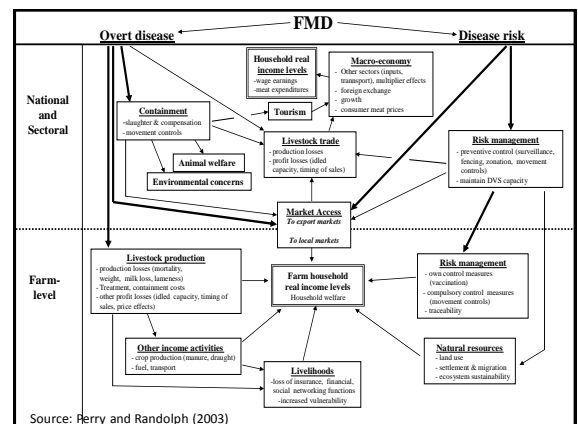 FMD
Overt disease
Disease risk
National
and
Sectoral
Household real
income levels
-wage earnings
-meat expenditures
Macro-economy
- Other sectors (inputs,
transport), multiplier effects
- foreign exchange
- growth
- consumer meat prices
Containment
-slaughter & compensation
- movement controls
Tourism
Livestock trade
- production losses
- profit losses (idled
capacity, timing of sales)
Risk management
- preventive control (surveillance,
fencing, zonation, movement
controls)
- maintain DVS capacity
Animal welfare
Environmental concerns
Market Access
To export markets
To local markets
Farm-
level
Livestock production
- production losses (mortality,
weight, milk loss, lameness)
- Treatment, containment costs
- other profit losses (idled capacity, timing of
sales, price effects)
Farm household
real income levels
Household welfare
Risk management
- own control measures
(vaccination)
- compulsory control measures
(movement controls)
- traceability
Other income activities
- crop production (manure, draught)
- fuel, transport
Livelihoods
-loss of insurance, financial,
social networking functions
-increased vulnerability
Natural resources
- land use
- settlement & migration
- ecosystem sustainability
Source: Perry and Randolph (2003)